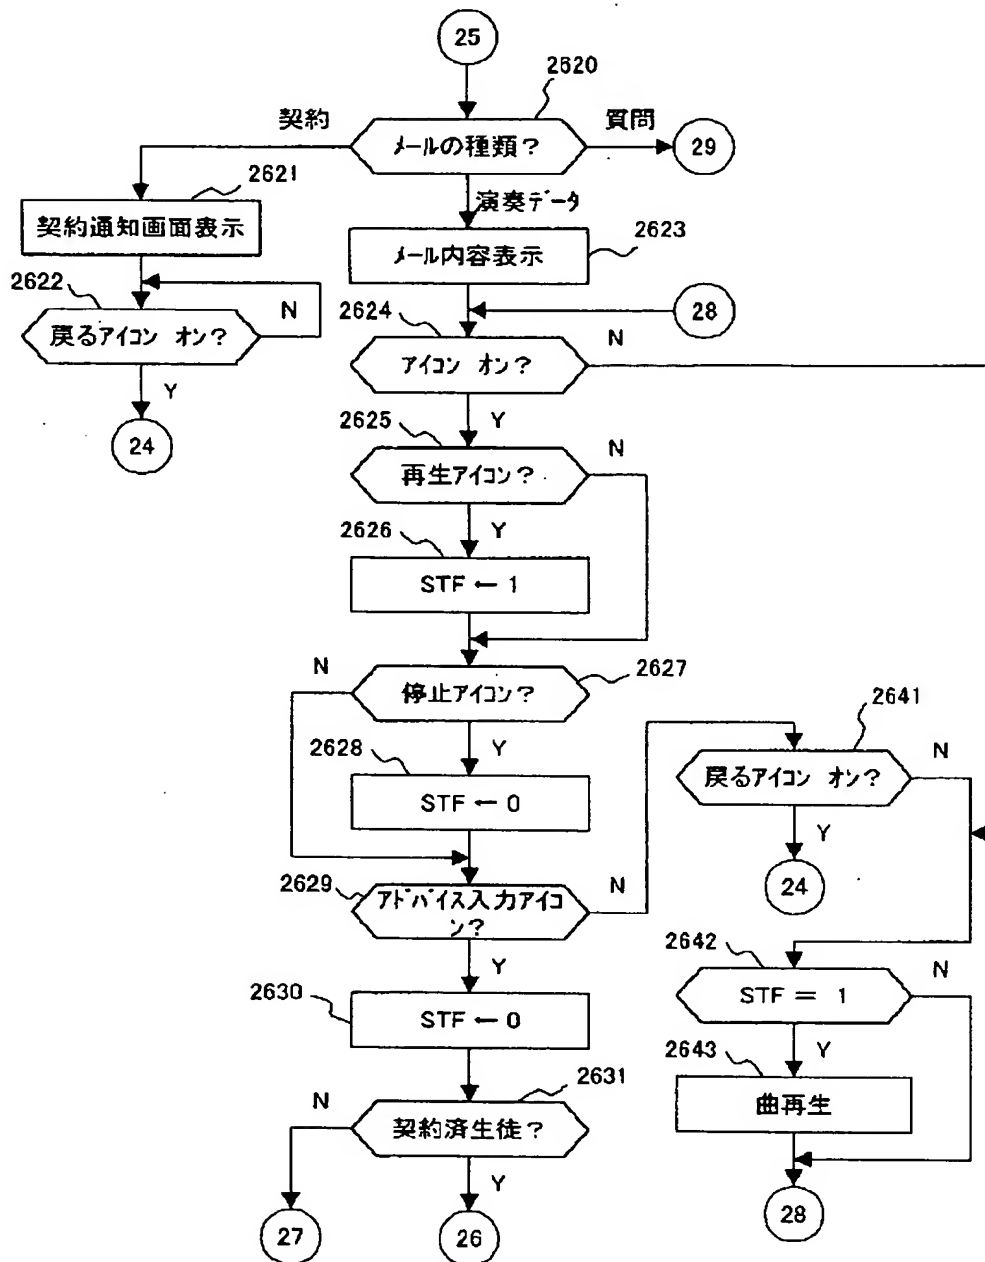 25
2620
契約
メールの種類?
質問
29
2621
契約通知画面表示
演奏データ
2623
メール内容表示
2622
戻るアイコン オン?
N
Y
24
28
2624
アイコン オン?
N
Y
2625
再生アイコン?
N
Y
2626
STF ← 1
N
停止アイコン?
2627
Y
2628
STF ← 0
2641
戻るアイコン オン?
N
Y
24
2629
アドバイス入力アイコ
ン?
N
Y
2630
STF ← 0
2642
STF = 1
N
Y
2643
曲再生
28
2631
N
契約済生徒?
Y
27
26